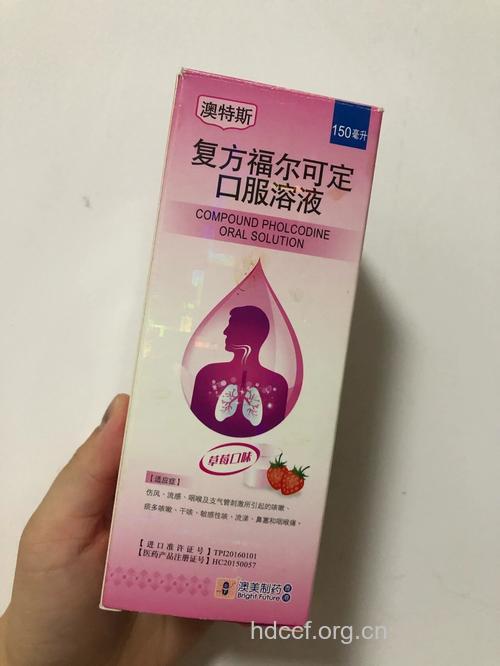 澳特斯
150毫升
复方福尔可定
口服溶液
COMPOUND PHOLCODINE
ORAL SOLUTION
草莓口味
【适应症】
伤风、流感、咽喉及支气管刺激所引起的咳嗽、
痰多咳嗽、干咳、敏感性咳、流涕、鼻塞和咽喉痛。
【进口准许证号】TPI20160101
【医药产品注册证号】HC20150057
澳美制药
Bright Future
hdccf.org.cn